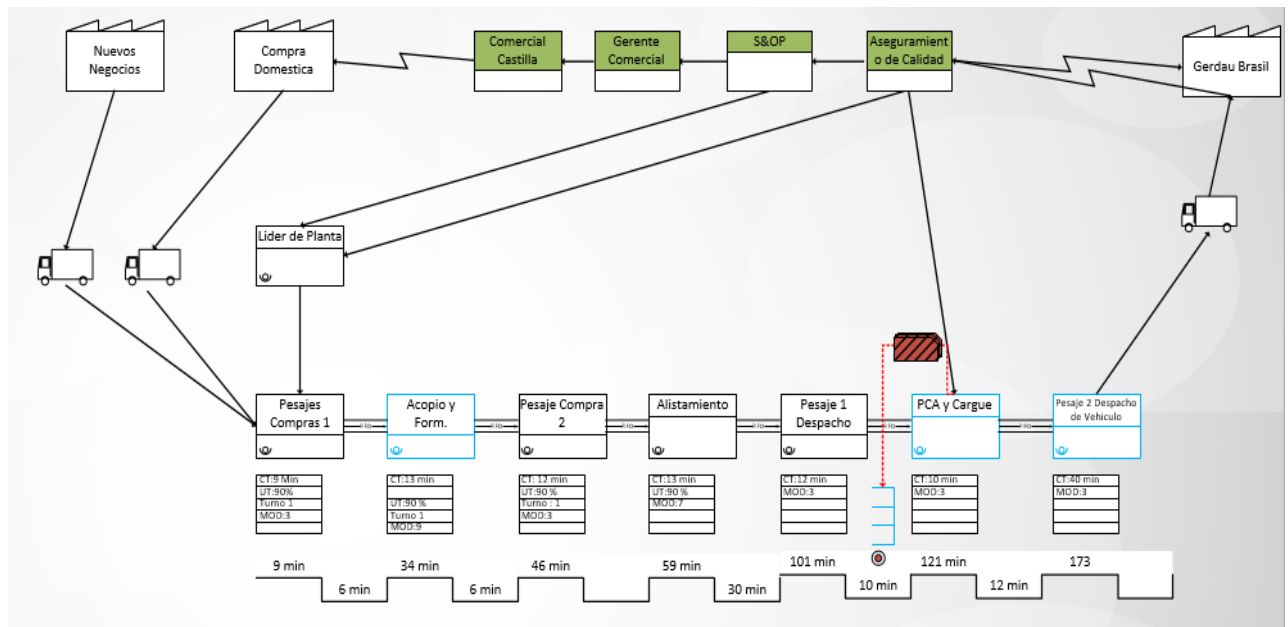 Nuevos
Negocios
Compra
Domestica
Comercial
Castilla
Gerente
Comercial
S&OP
Aseguramient
o de Calidad
Gerdau Brasil
Lider de Planta
Pesajes
Compras 1
Acopio y
Form.
Pesaje Compra
2
Alistamiento
Pesaje 1
Despacho
PCA y Cargue
Pesaje 2 Despacho
de Vehiculo
CT:9 Min
UT:90%
Turno 1
MOD:3
CT:13 min
UT:90 %
Turno 1
MOD:9
CT: 12 min
UT:90 %
Turno : 1
MOD:3
CT:13 min
UT:90 %
MOD:7
CT:12 min
MOD:3
CT:10 min
MOD:3
CT:40 min
MOD:3
9 min
6 min
34 min
6 min
46 min
59 min
30 min
101 min
10 min
121 min
12 min
173